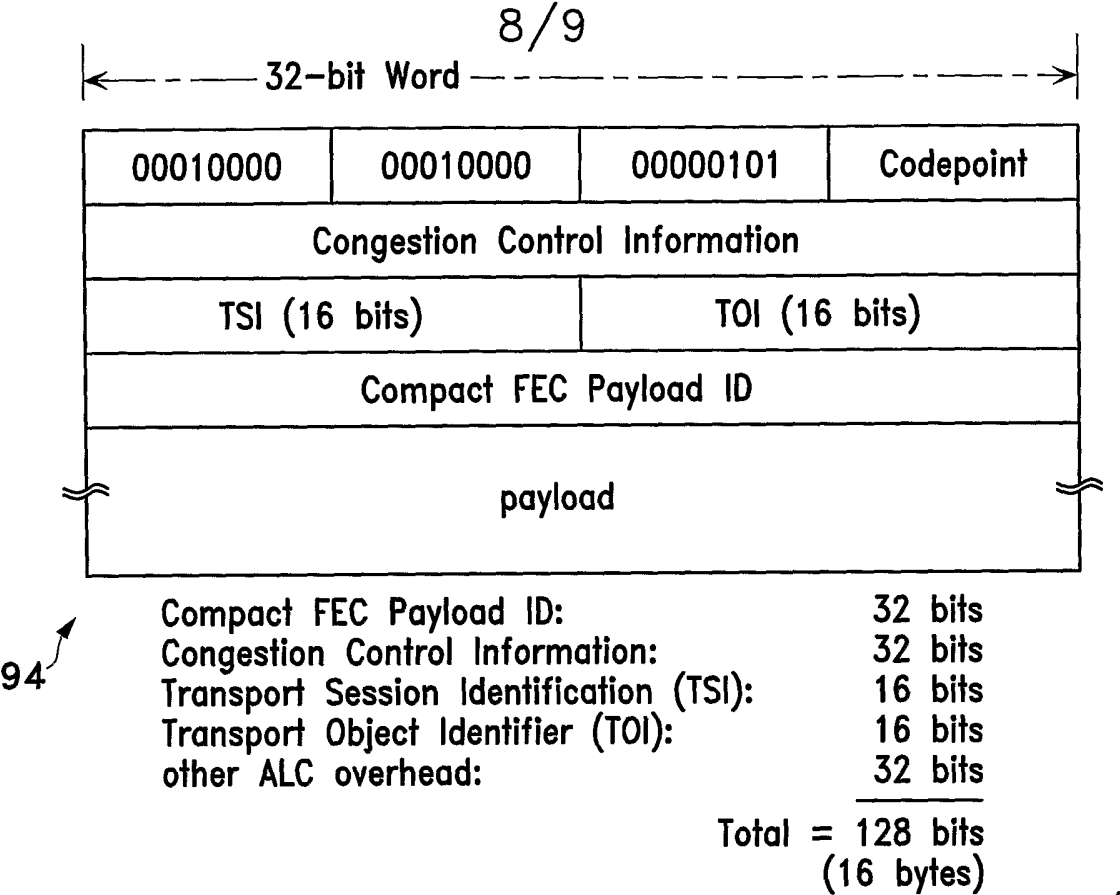 8/9
32-bit Word
00010000 00010000 00000101 Codepoint
Congestion Control Information
TSI (16 bits) TOI (16 bits)
Compact FEC Payload ID
payload
94
Compact FEC Payload ID: 32 bits
Congestion Control Information: 32 bits
Transport Session Identification (TSI): 16 bits
Transport Object Identifier (TOI): 16 bits
other ALC overhead: 32 bits
Total = 128 bits
(16 bytes)